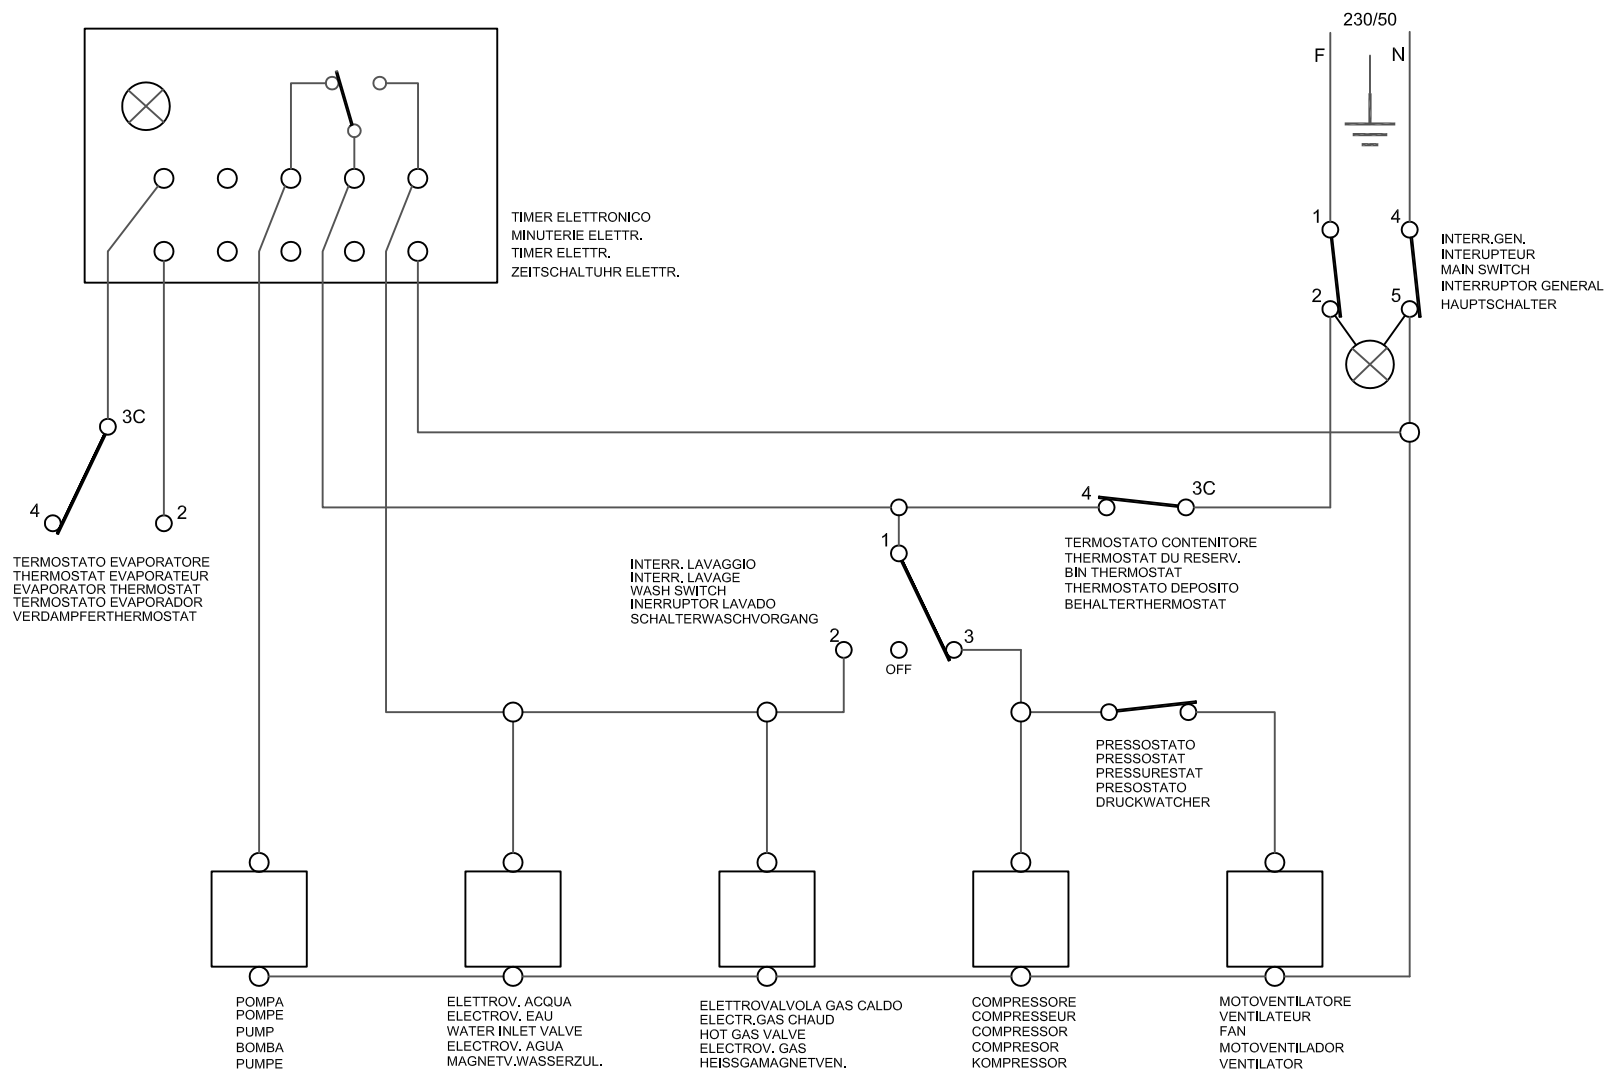 230/50
F
N
TIMER ELETTRONICO
MINUTERIE ELETTR.
TIMER ELETTR.
ZEITSCHALTUHR ELETTR.
1
4
2
5
INTERR.GEN.
INTERUPTEUR
MAIN SWITCH
INTERRUPTOR GENERAL
HAUPTSCHALTER
3C
4
2
TERMOSTATO EVAPORATORE
THERMOSTAT EVAPORATEUR
EVAPORATOR THERMOSTAT
TERMOSTATO EVAPORADOR
VERDAMPFERTHERMOSTAT
4
3C
TERMOSTATO CONTENITORE
THERMOSTAT DU RESERV.
BIN THERMOSTAT
THERMOSTATO DEPOSITO
BEHALTERTHERMOSTAT
INTERR. LAVAGGIO
INTERR. LAVAGE
WASH SWITCH
INERRUPTOR LAVADO
SCHALTERWASCHVORGANG
1
2
3
OFF
PRESSOSTATO
PRESSOSTAT
PRESSURESTAT
PRESOSTATO
DRUCKWATCHER
POMPA
POMPE
PUMP
BOMBA
PUMPE
ELETTROV. ACQUA
ELECTROV. EAU
WATER INLET VALVE
ELECTROV. AGUA
MAGNETV.WASSERZUL.
ELETTROVALVOLA GAS CALDO
ELECTR.GAS CHAUD
HOT GAS VALVE
ELECTROV. GAS
HEISSGAMAGNETVEN.
COMPRESSORE
COMPRESSEUR
COMPRESSOR
COMPRESOR
KOMPRESSOR
MOTOVENTILATORE
VENTILATEUR
FAN
MOTOVENTILADOR
VENTILATOR